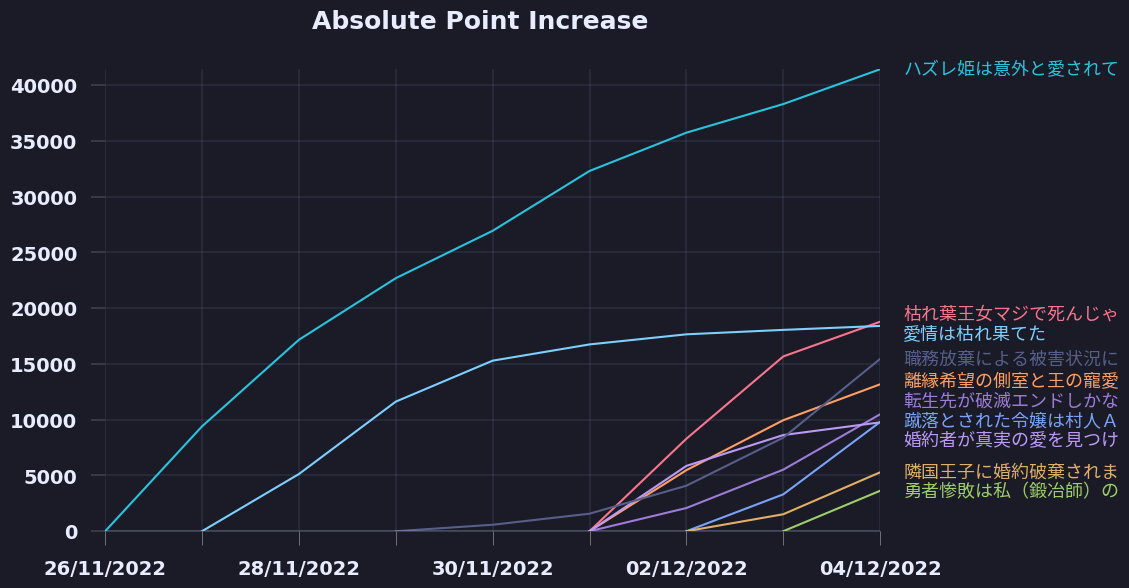 Absolute Point Increase
40000
35000
30000
25000
20000
15000
10000
5000
0
26/11/2022
28/11/2022
30/11/2022
02/12/2022
04/12/2022
ハズレ姫は意外と愛されて
枯れ葉王女マジで死んじゃ
愛情は枯れ果てた
職務放棄による被害状況に
離縁希望の側室と王の寵愛
転生先が破滅エンドしかな
蹴落とされた令嬢は村人Ａ
婚約者が真実の愛を見つけ
隣国王子に婚約破棄されま
勇者惨敗は私（鍛冶師）の